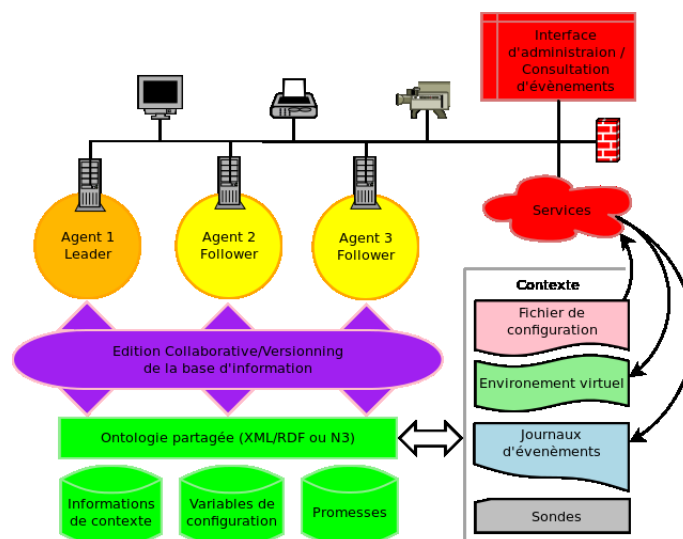 Interface
d'administraion /
Consultation
d'évènements
Agent 1
Leader
Agent 2
Follower
Agent 3
Follower
Services
Contexte
Fichier de
configuration
Edition Collaborative/Versionning
de la base d'information
Environement virtuel
Ontologie partagée (XML/RDF ou N3)
Journaux
d'évenèments
Informations
de contexte
Variables de
configuration
Promesses
Sondes